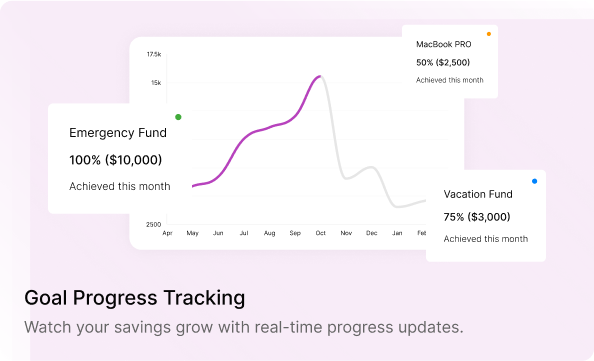 MacBook PRO
50% ($2,500)
Achieved this month
17.5k
15k
Emergency Fund
100% ($10,000)
Achieved this month
Vacation Fund
75% ($3,000)
Achieved this month
2500
Apr May Jun Jul Aug Sep Oct Nov Dec Jan
Goal Progress Tracking
Watch your savings grow with real-time progress updates.